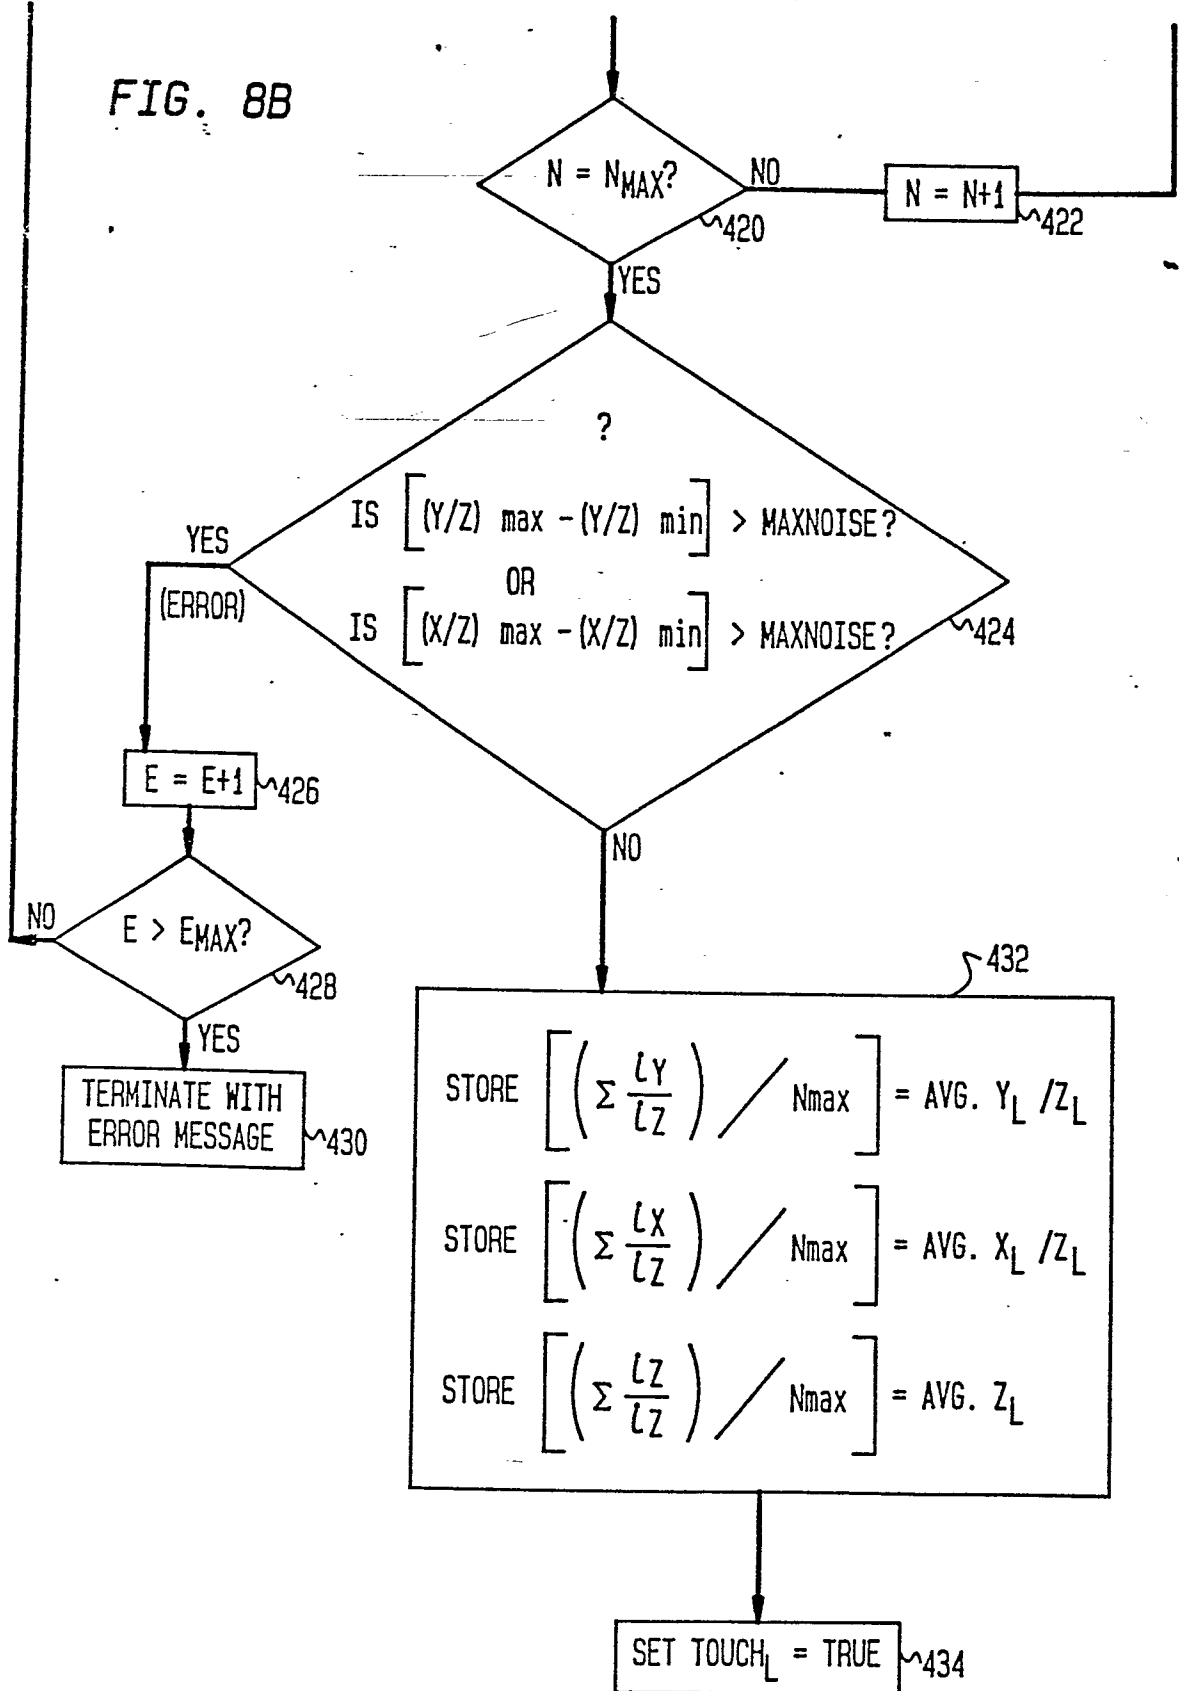 FIG. 8B
N = NMAX?
NO
N = N+1
420
422
YES
?
IS [(Y/Z) max - (Y/Z) min] > MAXNOISE?
OR
IS [(X/Z) max - (X/Z) min] > MAXNOISE?
424
YES
(ERROR)
E = E+1
426
NO
NO
E > EMAX?
428
YES
TERMINATE WITH
ERROR MESSAGE
430
432
STORE [(Σ LY/LZ) / Nmax] = AVG. YL /ZL
STORE [(Σ LX/LZ) / Nmax] = AVG. XL /ZL
STORE [(Σ LZ/LZ) / Nmax] = AVG. ZL
SET TOUCHL = TRUE
434